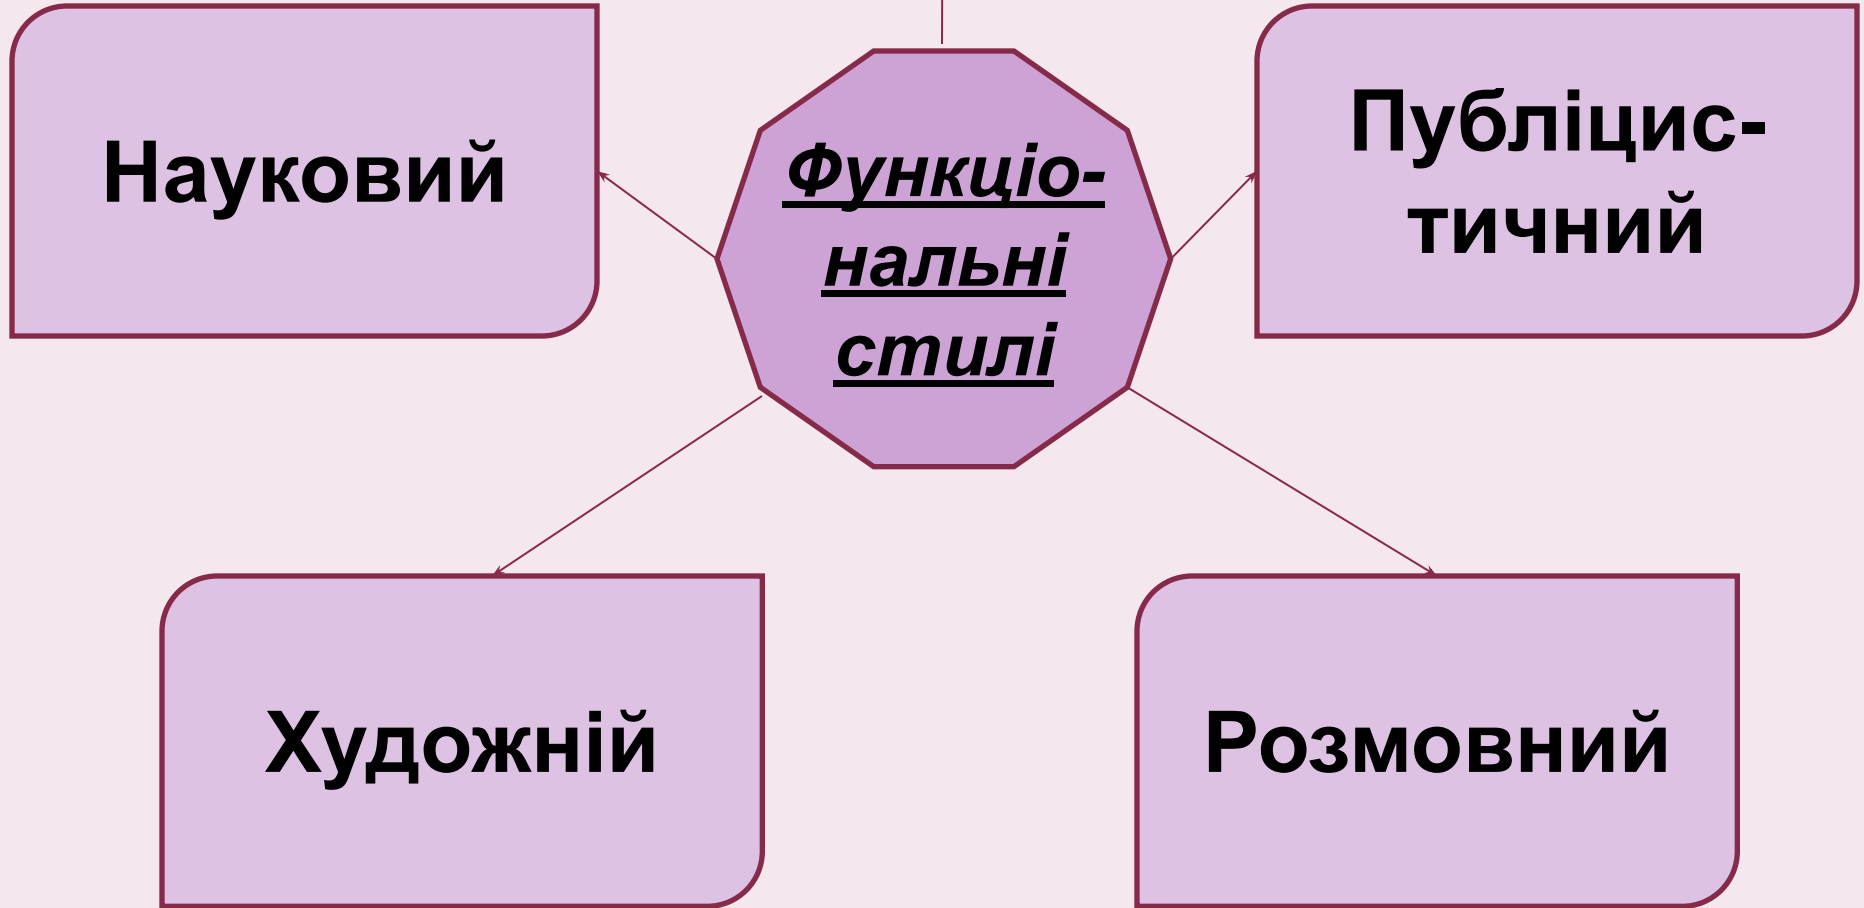 Науковий
Функціо-
нальні
стилі
Публіцис-
тичний
Художній
Розмовний